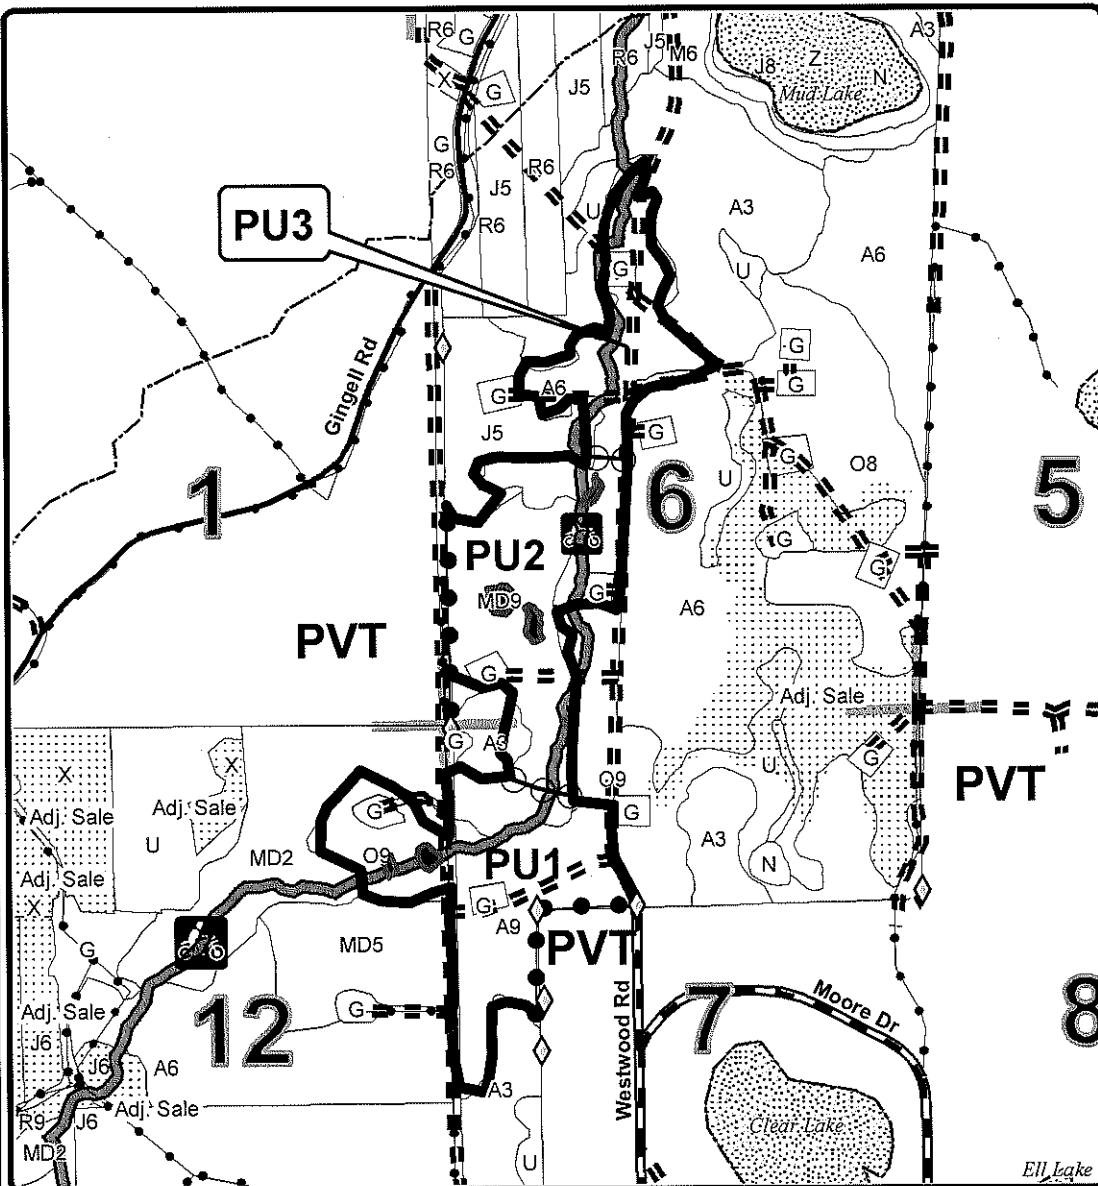 R6
G
J5
R6
M6
A3
J8
Z
N
Mud Lake
X
G
J5
G
R6
R6
J5
R6
U
A3
PU3
G
U
A6
Gingell Rd
G
G
G
A6
J5
G
G
U
O8
1
6
5
G
PU2
G
G
MD9
A6
PVT
G
Adj. Sale
G
A3
X
X
U
G
PVT
Adj. Sale
Adj. Sale
G
O9
G
U
MD2
O9
PU1
A3
N
Adj. Sale
X
G
A9
PVT
MD5
G
Westwood Rd
Moore Dr
Adj. Sale
G
12
7
8
J6
J6
A6
A3
Adj. Sale
R9
J6
MD2
U
Clear Lake
Ell Lake